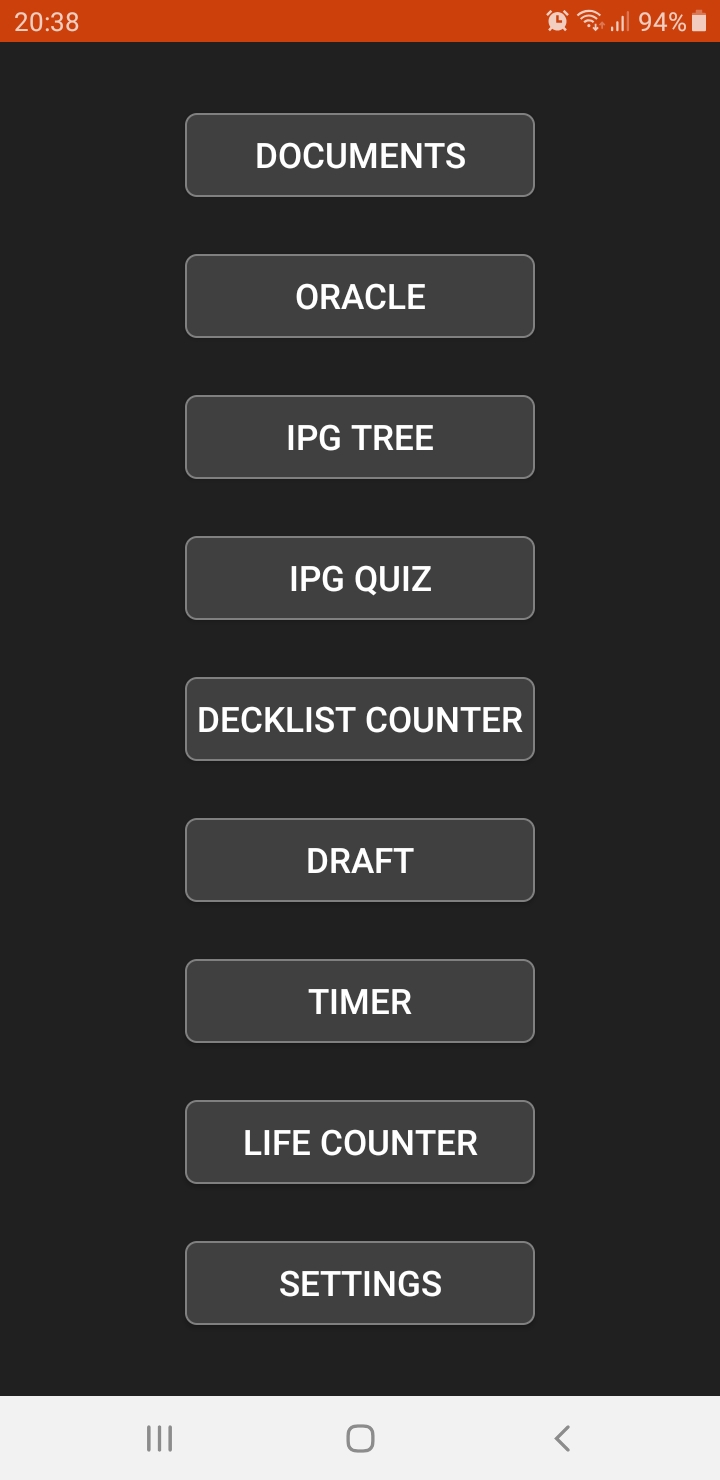 20:38 94%
DOCUMENTS
ORACLE
IPG TREE
IPG QUIZ
DECKLIST COUNTER
DRAFT
TIMER
LIFE COUNTER
SETTINGS